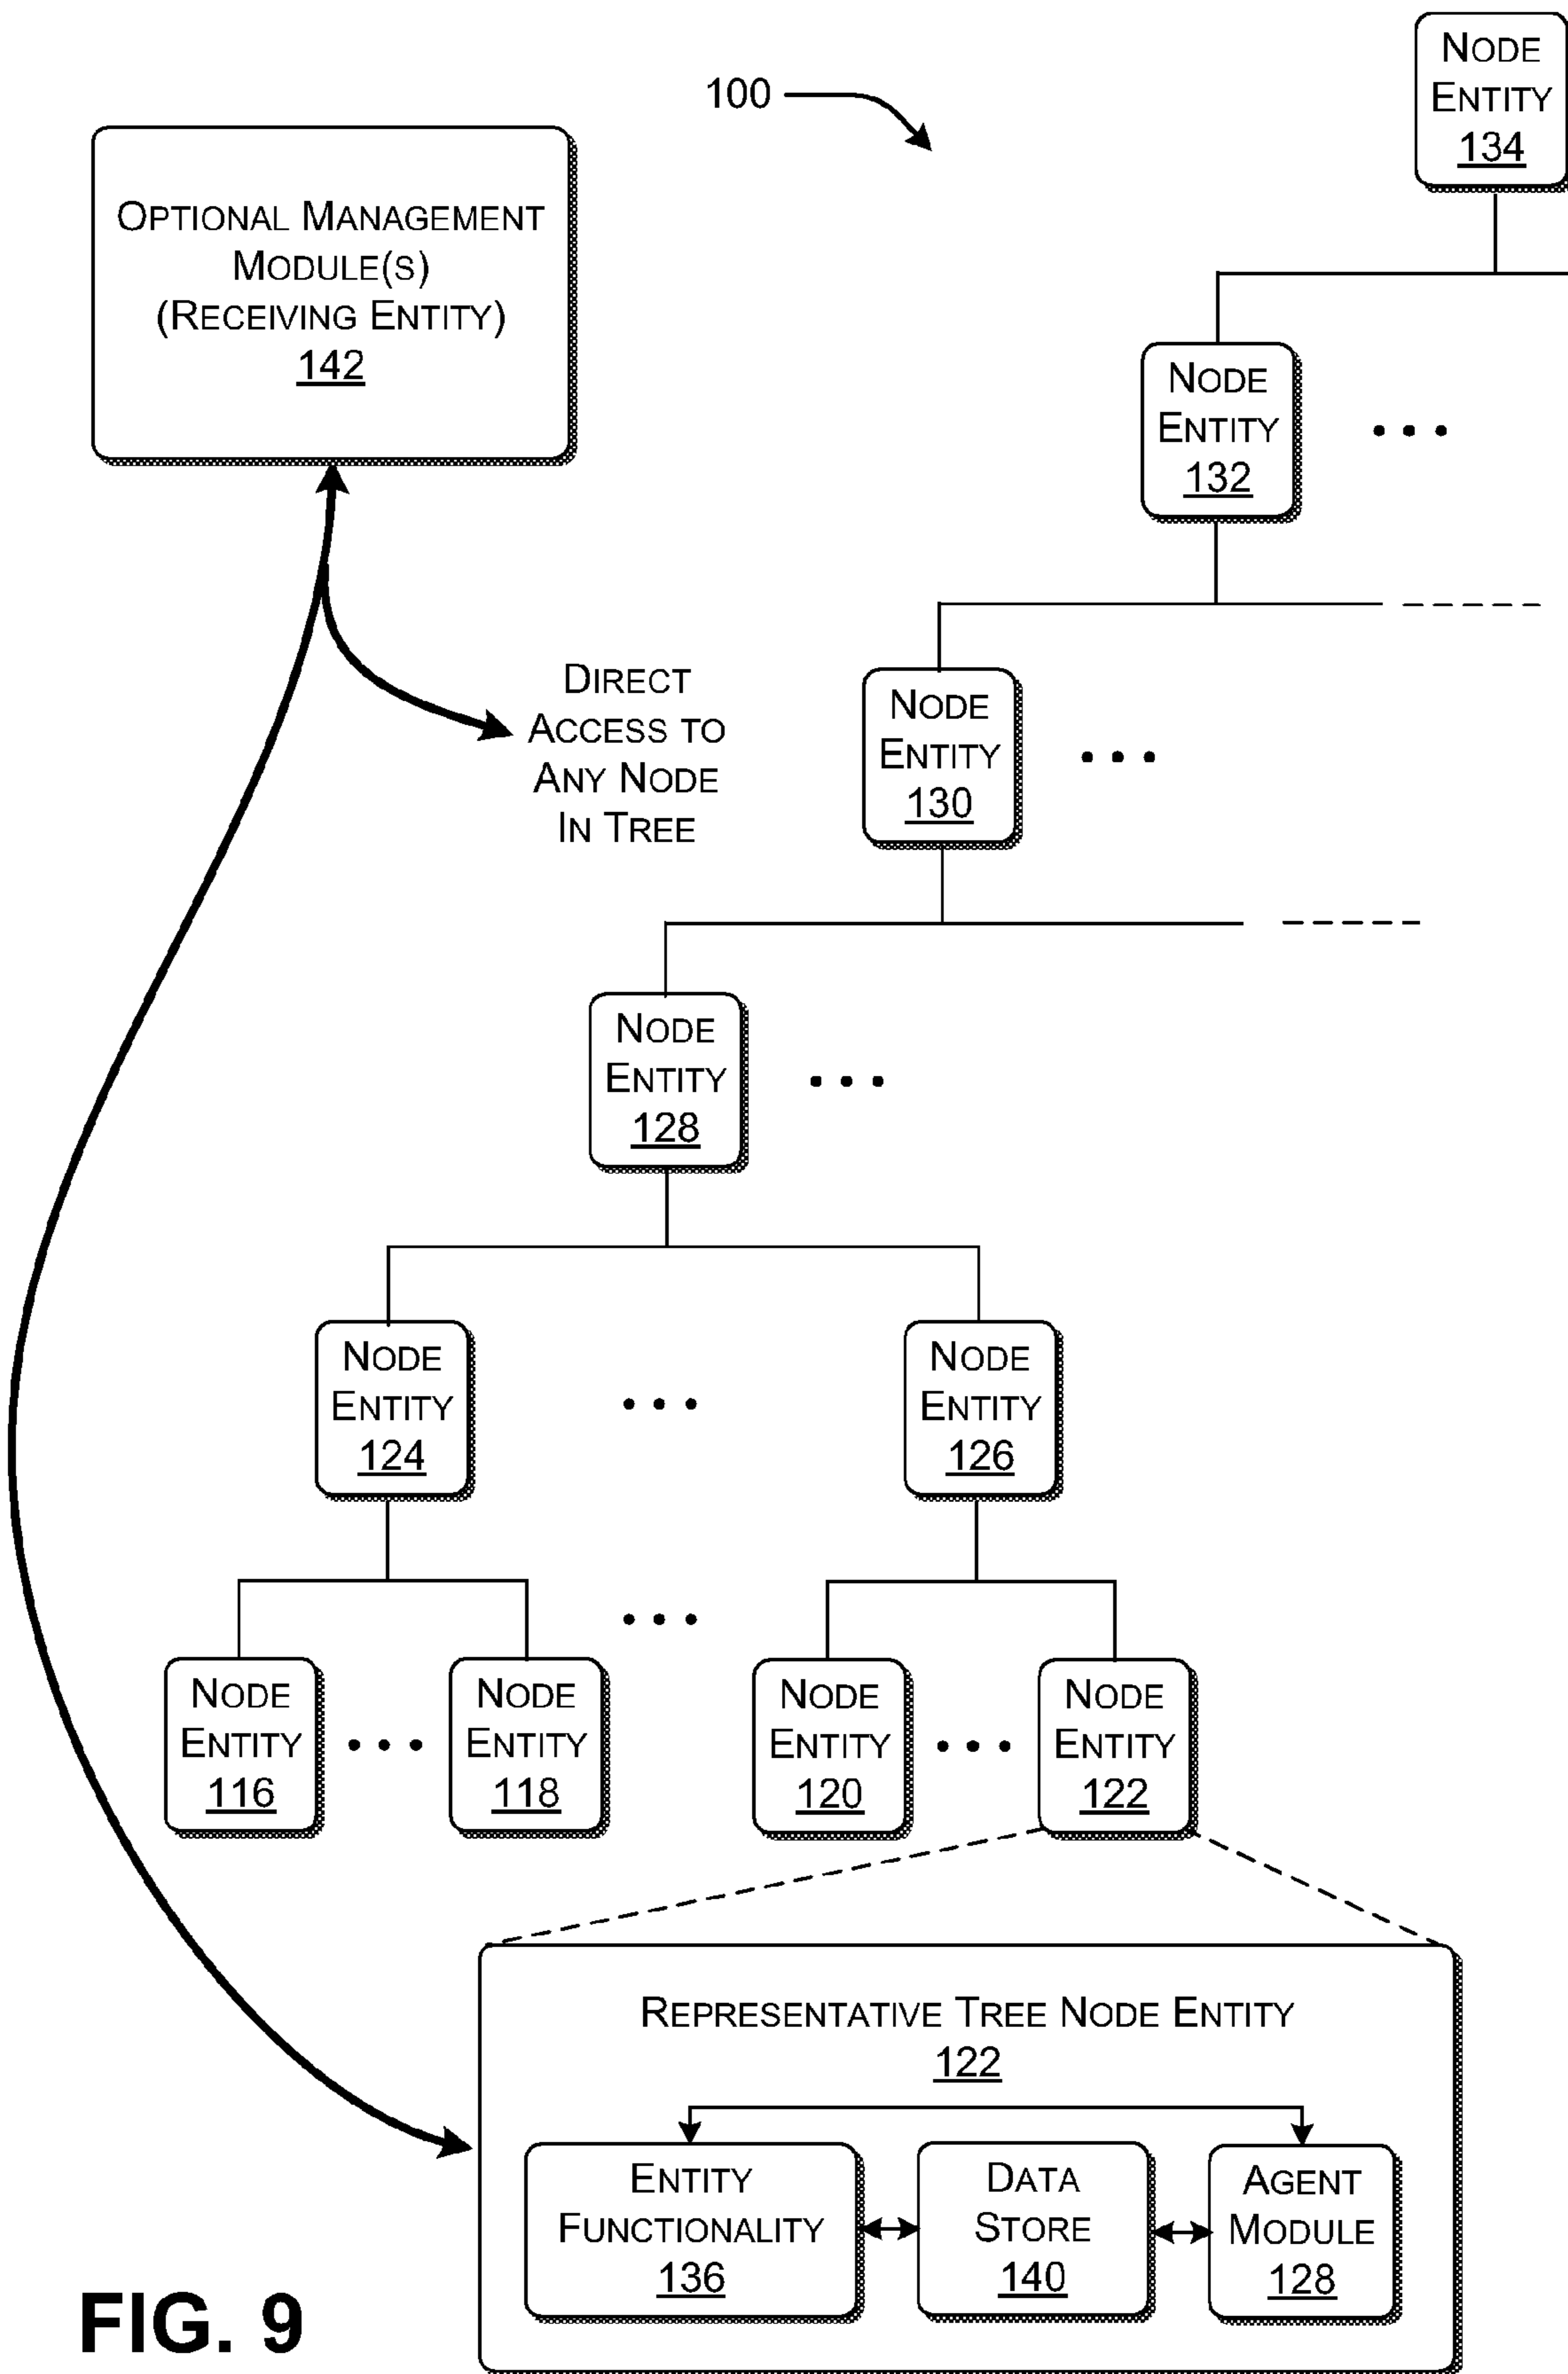 100
NODE
ENTITY
134
OPTIONAL MANAGEMENT
MODULE(S)
(RECEIVING ENTITY)
142
NODE
ENTITY
132
• • •
DIRECT
ACCESS TO
ANY NODE
IN TREE
NODE
ENTITY
130
• • •
NODE
ENTITY
128
• • •
NODE
ENTITY
124
• • •
NODE
ENTITY
126
• • •
NODE
ENTITY
116
• • •
NODE
ENTITY
118
NODE
ENTITY
120
• • •
NODE
ENTITY
122
REPRESENTATIVE TREE NODE ENTITY
122
ENTITY
FUNCTIONALITY
136
DATA
STORE
140
AGENT
MODULE
128
FIG. 9